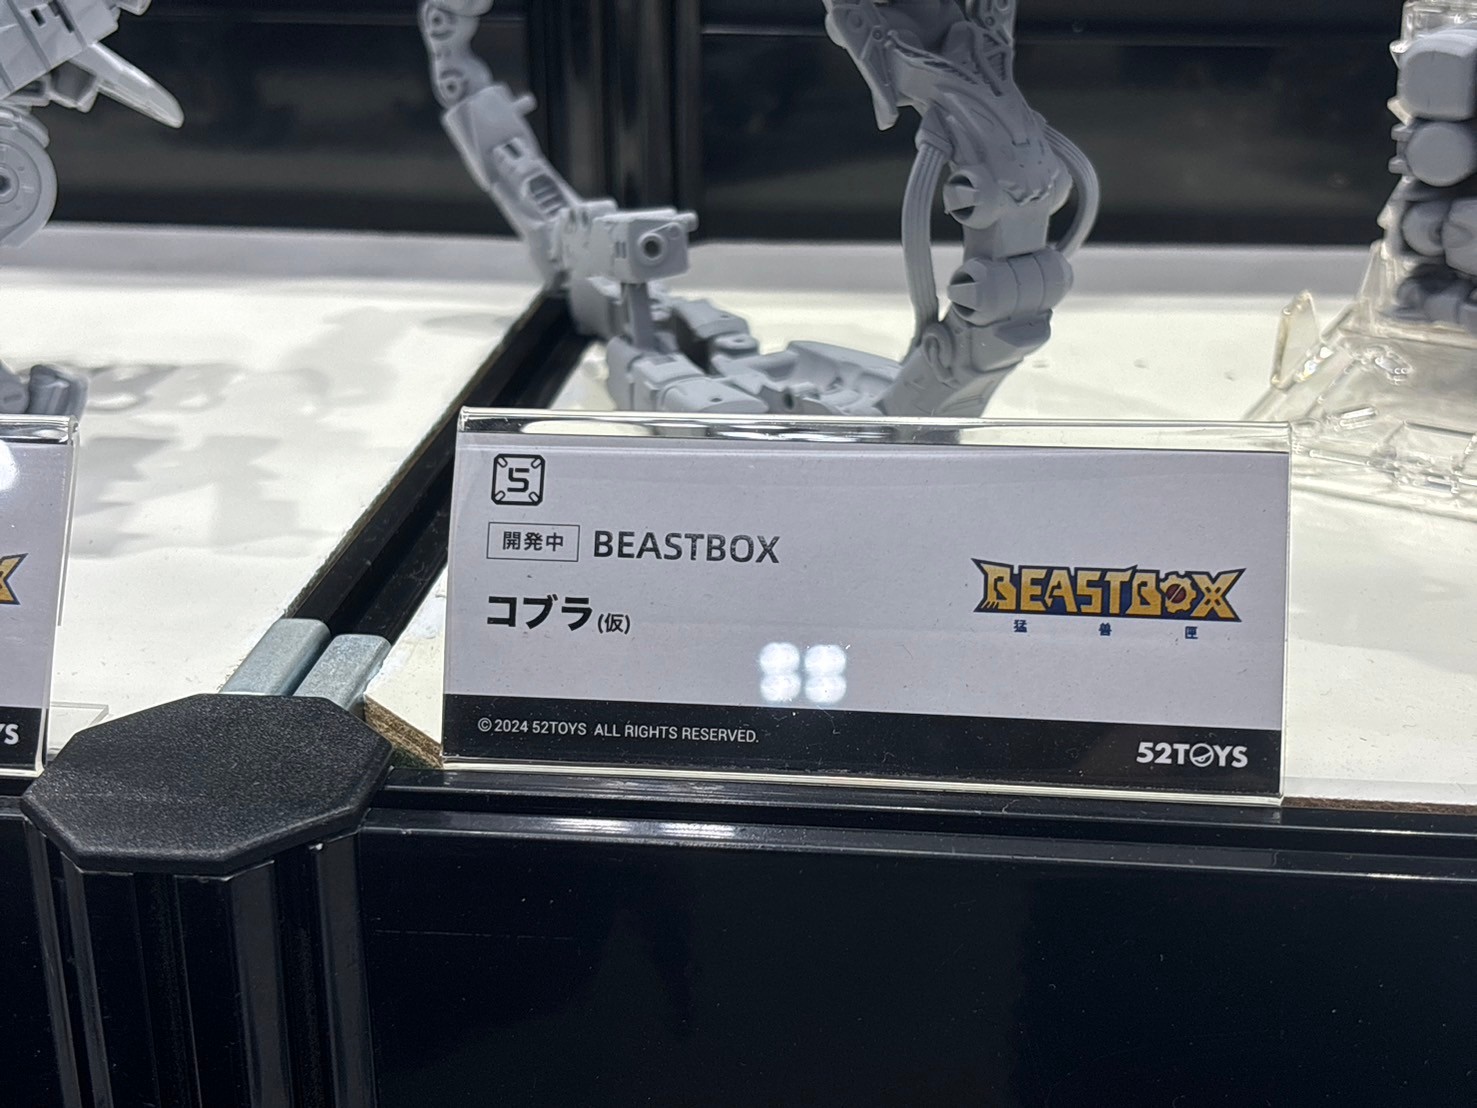 5
開発中 BEASTBOX
コブラ(仮)
BEASTBOX
猛 兽 匣
©2024 52TOYS ALL RIGHTS RESERVED.
52TOYS
X
YS